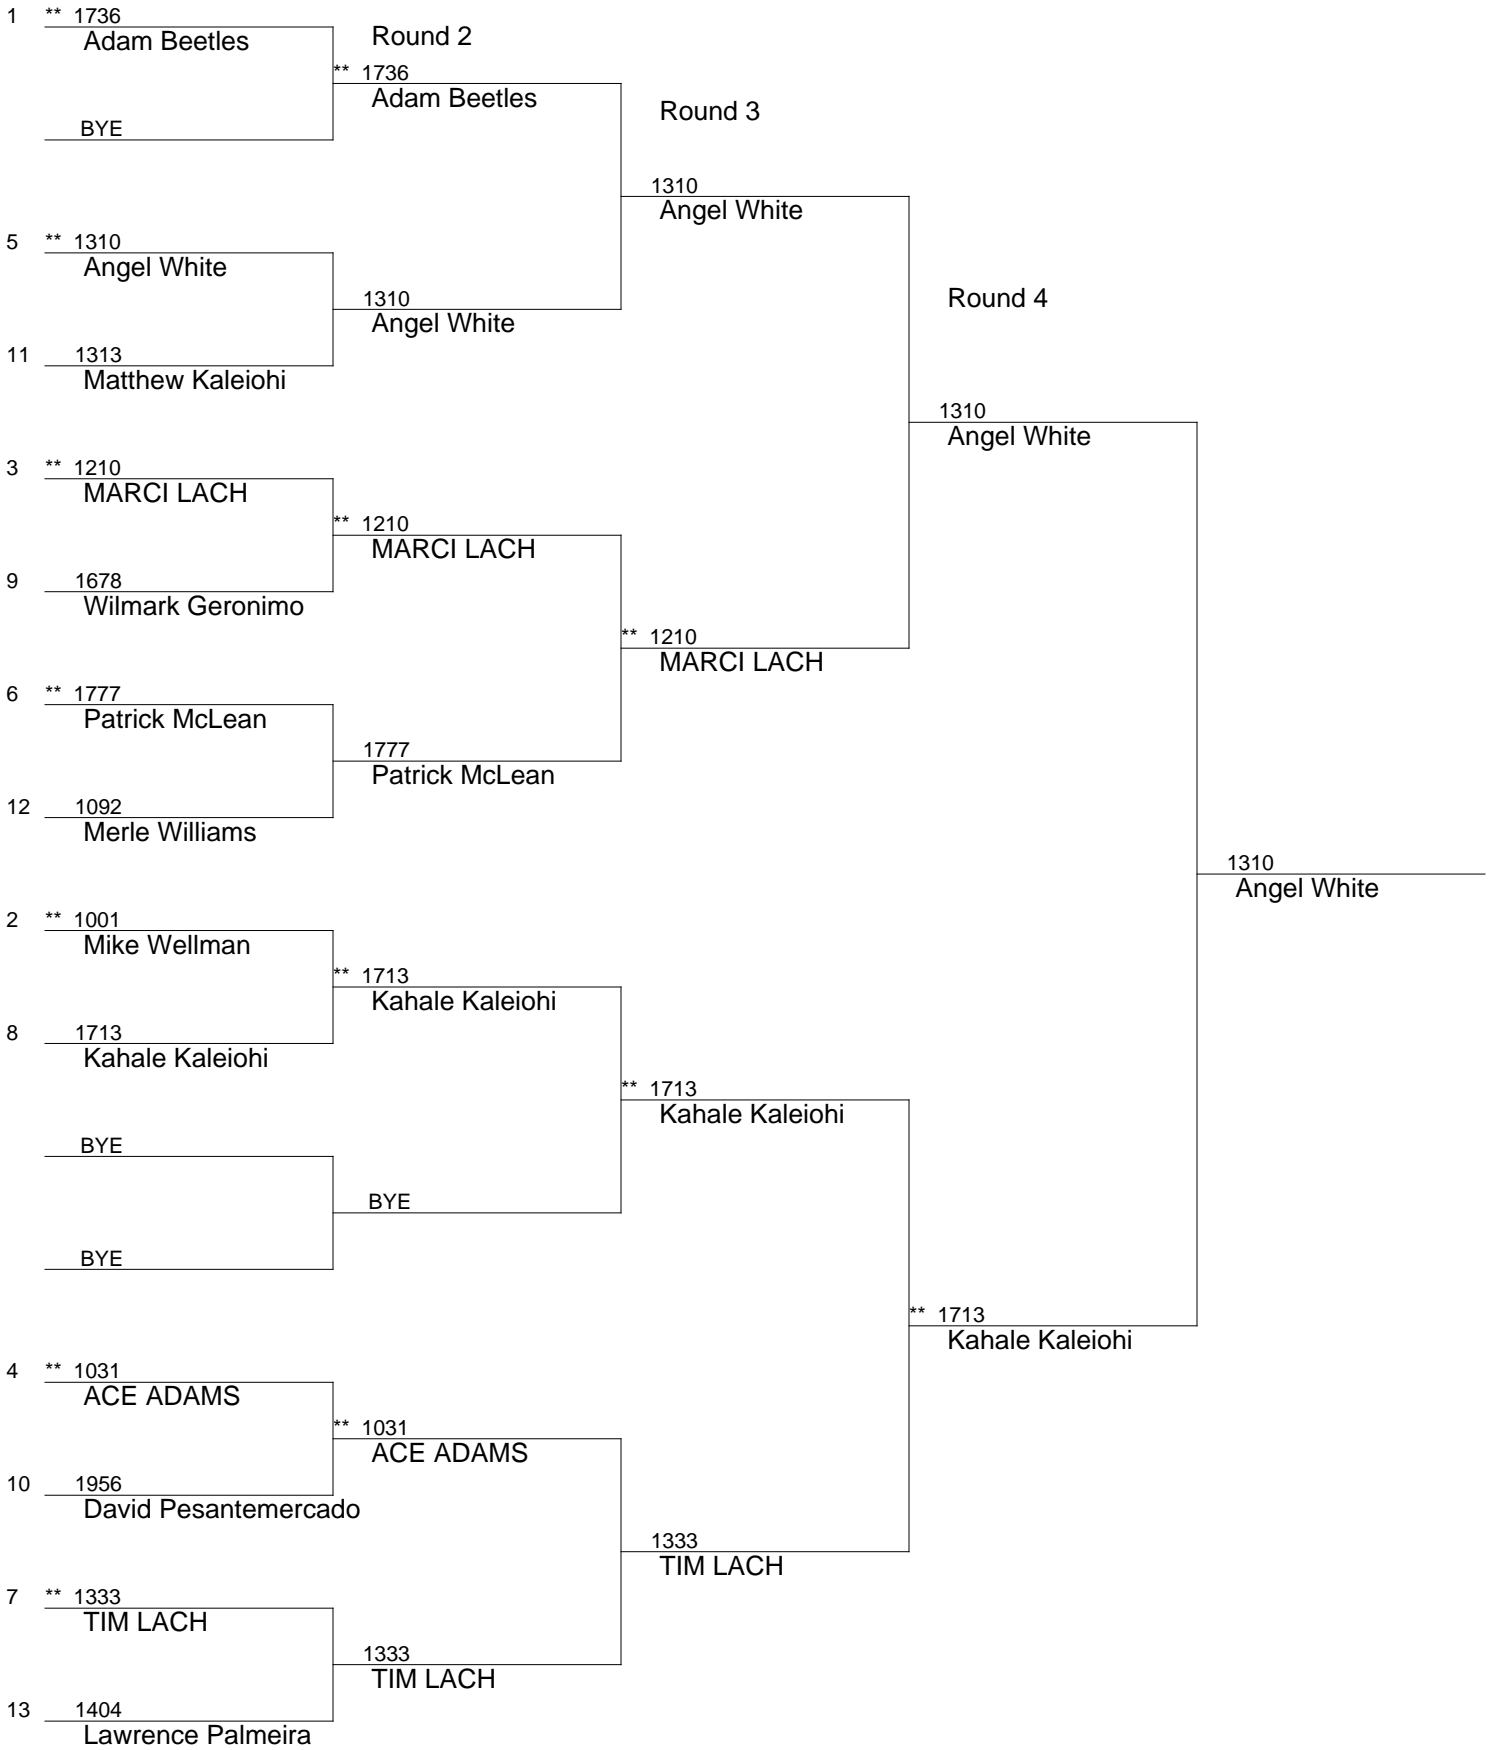 1 ** 1736
Adam Beetles
Round 2
** 1736
Adam Beetles
Round 3
BYE
1310
Angel White
5 ** 1310
Angel White
1310
Angel White
Round 4
11 1313
Matthew Kaleiohi
1310
Angel White
3 ** 1210
MARCI LACH
** 1210
MARCI LACH
9 1678
Wilmark Geronimo
** 1210
MARCI LACH
6 ** 1777
Patrick McLean
1777
Patrick McLean
12 1092
Merle Williams
1310
Angel White
2 ** 1001
Mike Wellman
** 1713
Kahale Kaleiohi
8 1713
Kahale Kaleiohi
** 1713
Kahale Kaleiohi
BYE
BYE
BYE
** 1713
Kahale Kaleiohi
4 ** 1031
ACE ADAMS
** 1031
ACE ADAMS
10 1956
David Pesantemercado
1333
TIM LACH
7 ** 1333
TIM LACH
1333
TIM LACH
13 1404
Lawrence Palmeira